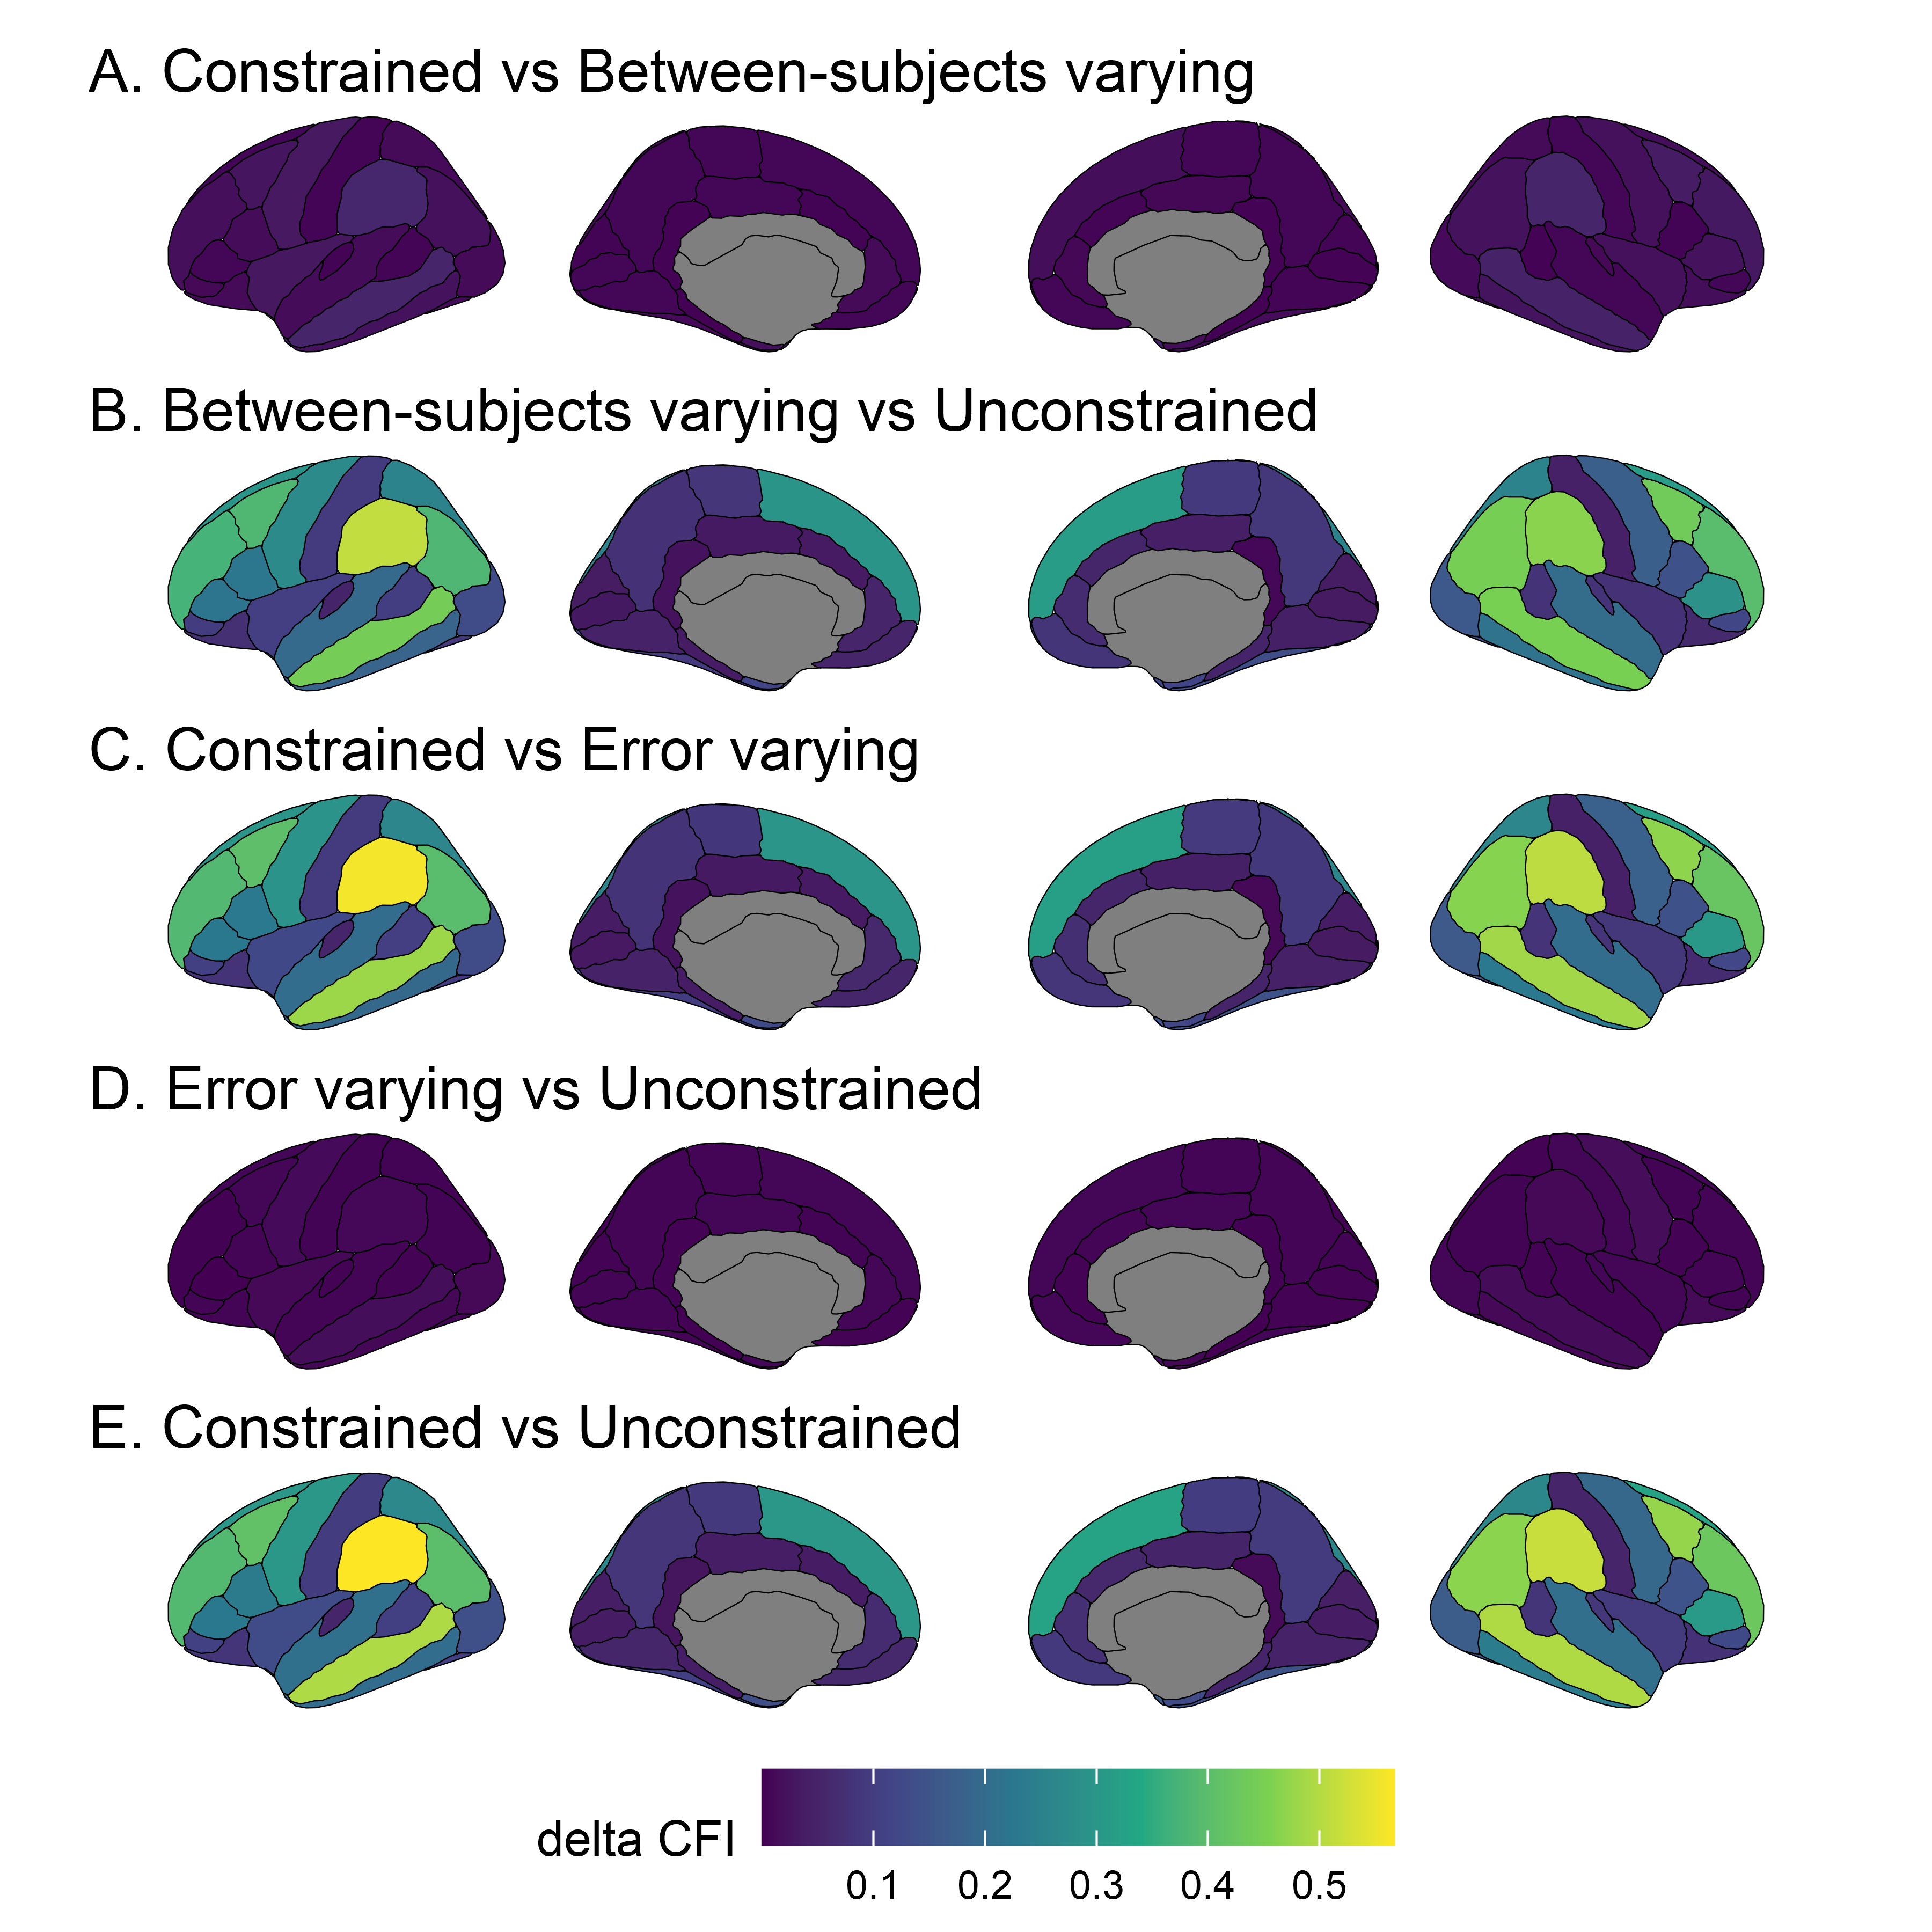 A. Constrained vs Between-subjects varying
B. Between-subjects varying vs Unconstrained
C. Constrained vs Error varying
D. Error varying vs Unconstrained
E. Constrained vs Unconstrained
delta CFI
0.1 0.2 0.3 0.4 0.5